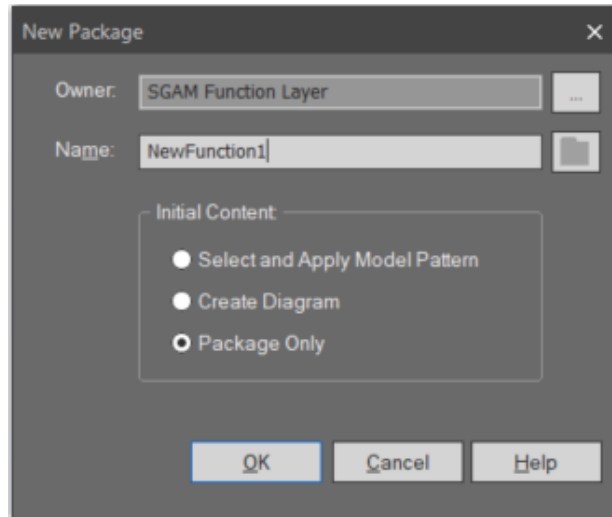 New Package
Owner: SGAM Function Layer ...
Name: NewFunction1
Initial Content:
Select and Apply Model Pattern
Create Diagram
Package Only
OK Cancel Help